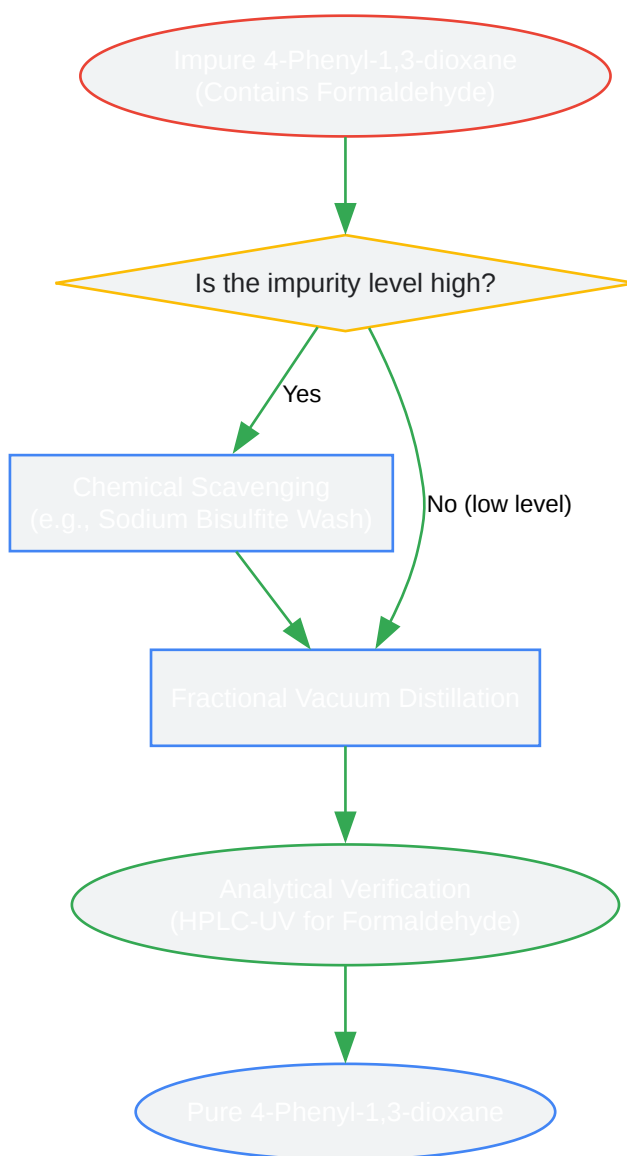 Impure 4-Phenyl-1,3-dioxane
(Contains Formaldehyde)
Is the impurity level high?
Yes
Chemical Scavenging
(e.g., Sodium Bisulfite Wash)
No (low level)
Fractional Vacuum Distillation
Analytical Verification
(HPLC-UV for Formaldehyde)
Pure 4-Phenyl-1,3-dioxane